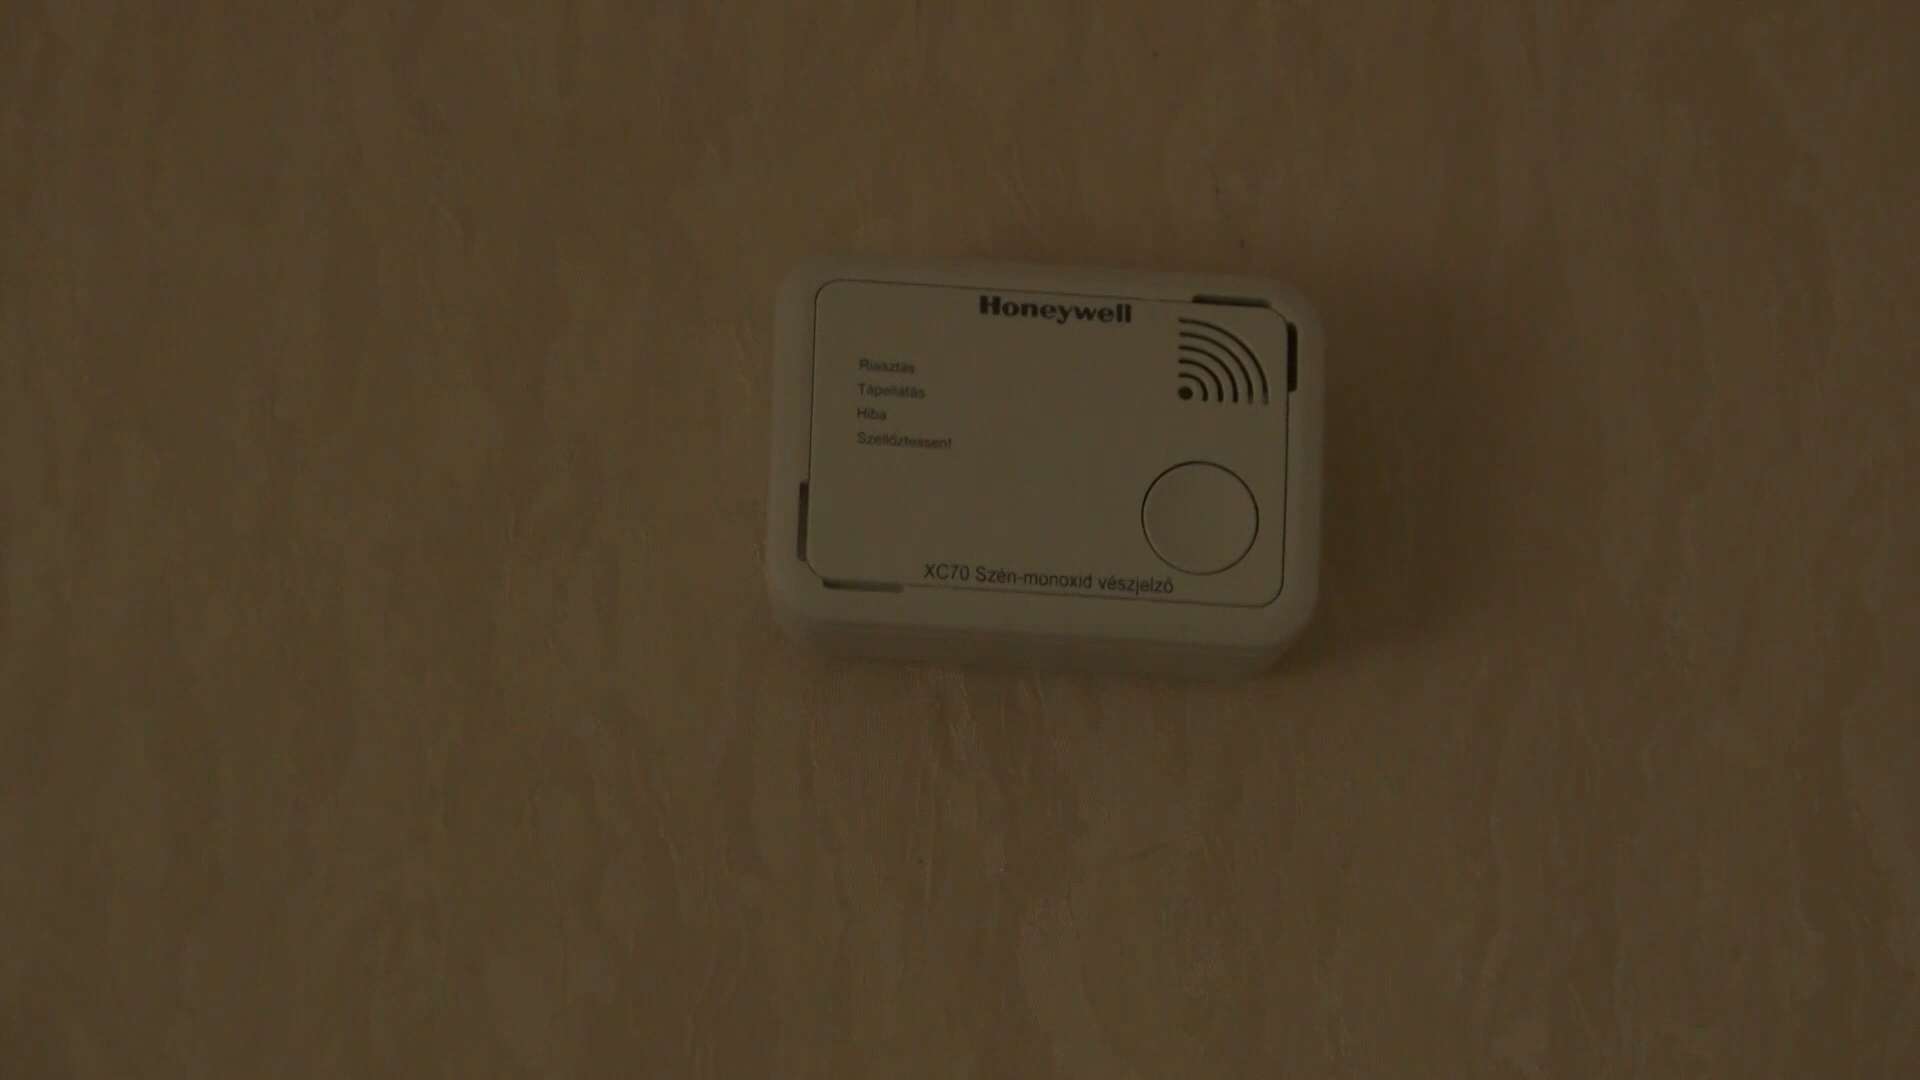 Honeywell
Riasztás
Tápellátás
Hiba
Szellőztessen!
XC70 Szén-monoxid vészjelző